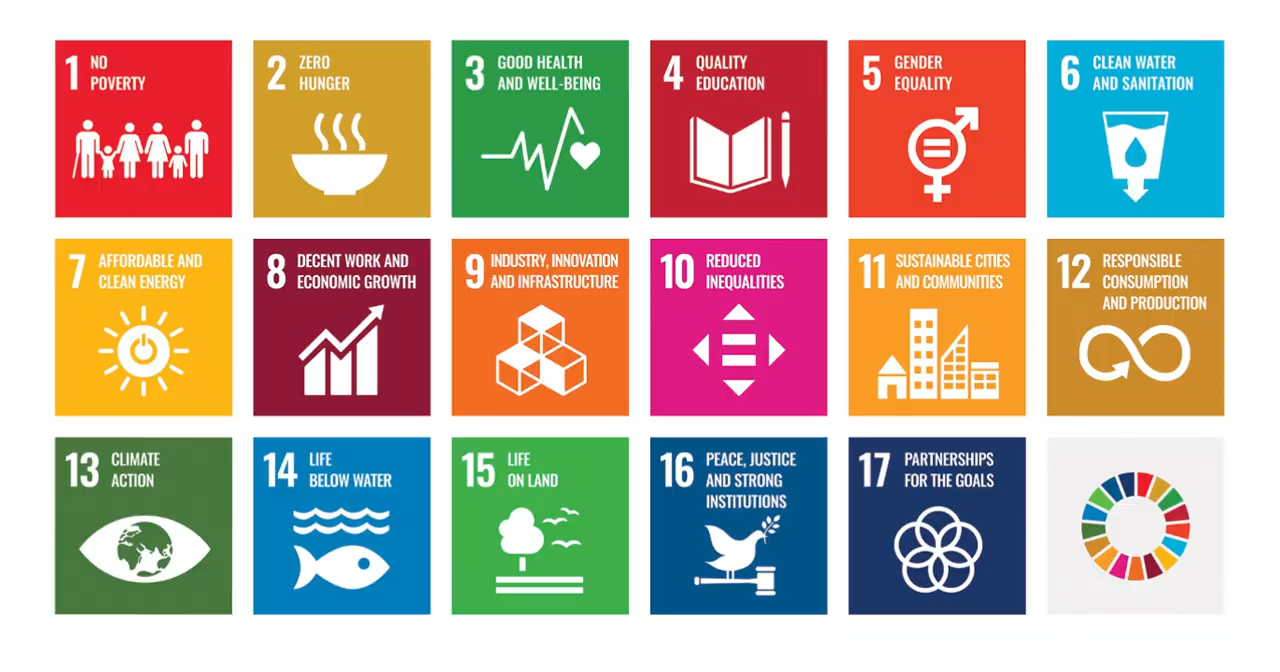 1 NO
POVERTY
2 ZERO
HUNGER
3 GOOD HEALTH
AND WELL-BEING
4 QUALITY
EDUCATION
5 GENDER
EQUALITY
6 CLEAN WATER
AND SANITATION
7 AFFORDABLE AND
CLEAN ENERGY
8 DECENT WORK AND
ECONOMIC GROWTH
9 INDUSTRY, INNOVATION
AND INFRASTRUCTURE
10 REDUCED
INEQUALITIES
11 SUSTAINABLE CITIES
AND COMMUNITIES
12 RESPONSIBLE
CONSUMPTION
AND PRODUCTION
13 CLIMATE
ACTION
14 LIFE
BELOW WATER
15 LIFE
ON LAND
16 PEACE, JUSTICE
AND STRONG
INSTITUTIONS
17 PARTNERSHIPS
FOR THE GOALS